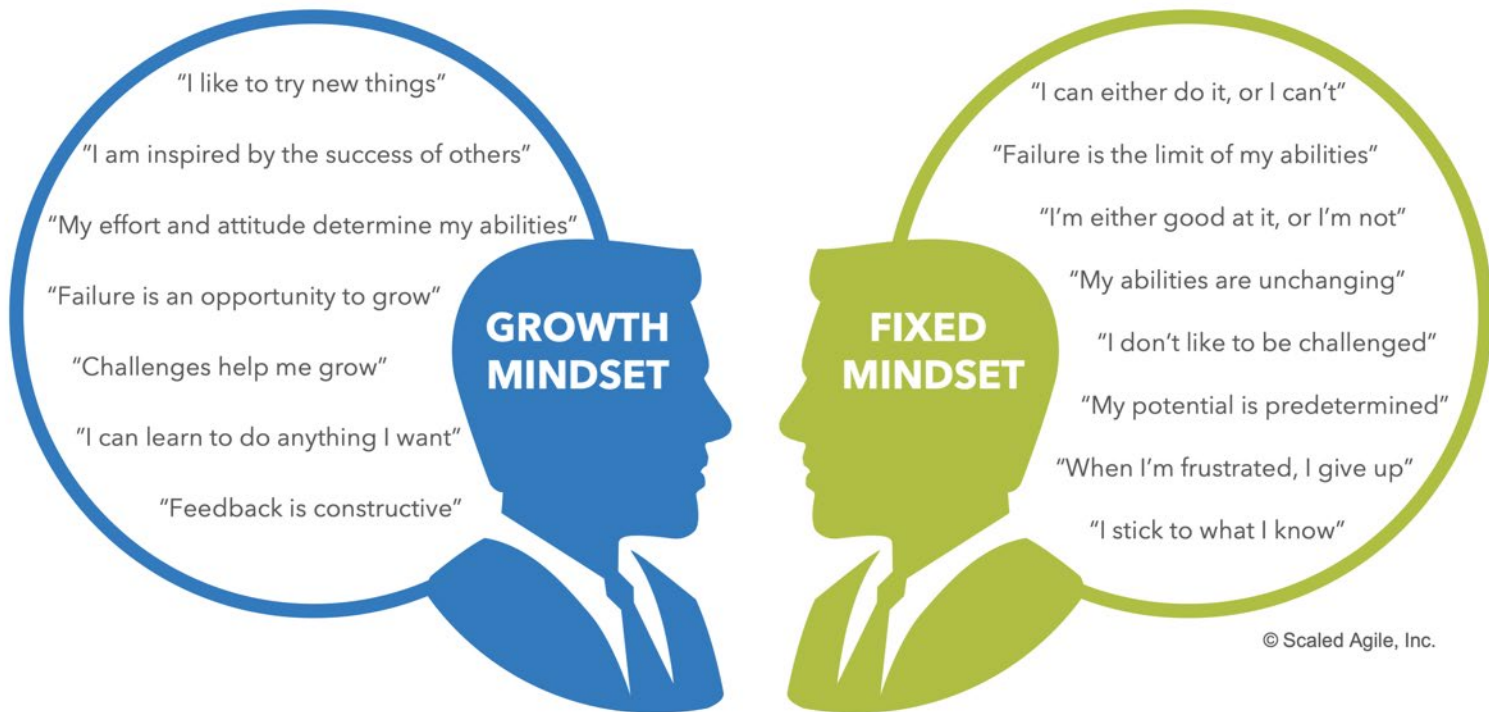 “I like to try new things”
“I am inspired by the success of others”
“My effort and attitude determine my abilities”
“Failure is an opportunity to grow”
“Challenges help me grow”
“I can learn to do anything I want”
“Feedback is constructive”
GROWTH
MINDSET
FIXED
MINDSET
“I can either do it, or I can’t”
“Failure is the limit of my abilities”
“I’m either good at it, or I’m not”
“My abilities are unchanging”
“I don’t like to be challenged”
“My potential is predetermined”
“When I’m frustrated, I give up”
“I stick to what I know”
© Scaled Agile, Inc.